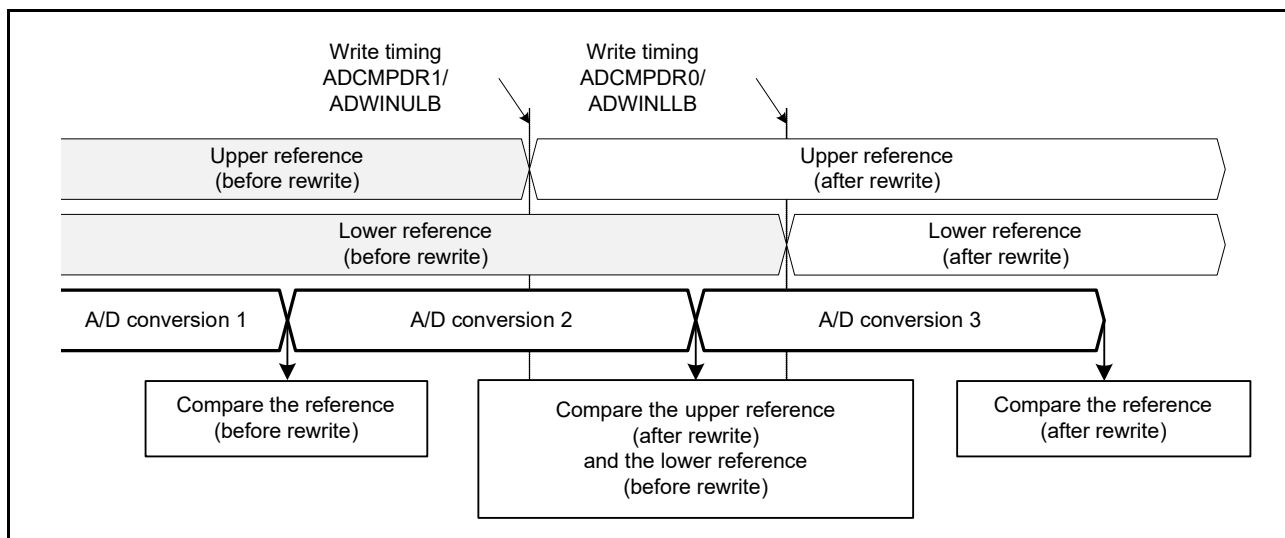 Write timing
ADCMPDR1/
ADWINULB
Write timing
ADCMPDR0/
ADWINLLB
Upper reference
(before rewrite)
Upper reference
(after rewrite)
Lower reference
(before rewrite)
Lower reference
(after rewrite)
A/D conversion 1
A/D conversion 2
A/D conversion 3
Compare the reference
(before rewrite)
Compare the upper reference
(after rewrite)
and the lower reference
(before rewrite)
Compare the reference
(after rewrite)